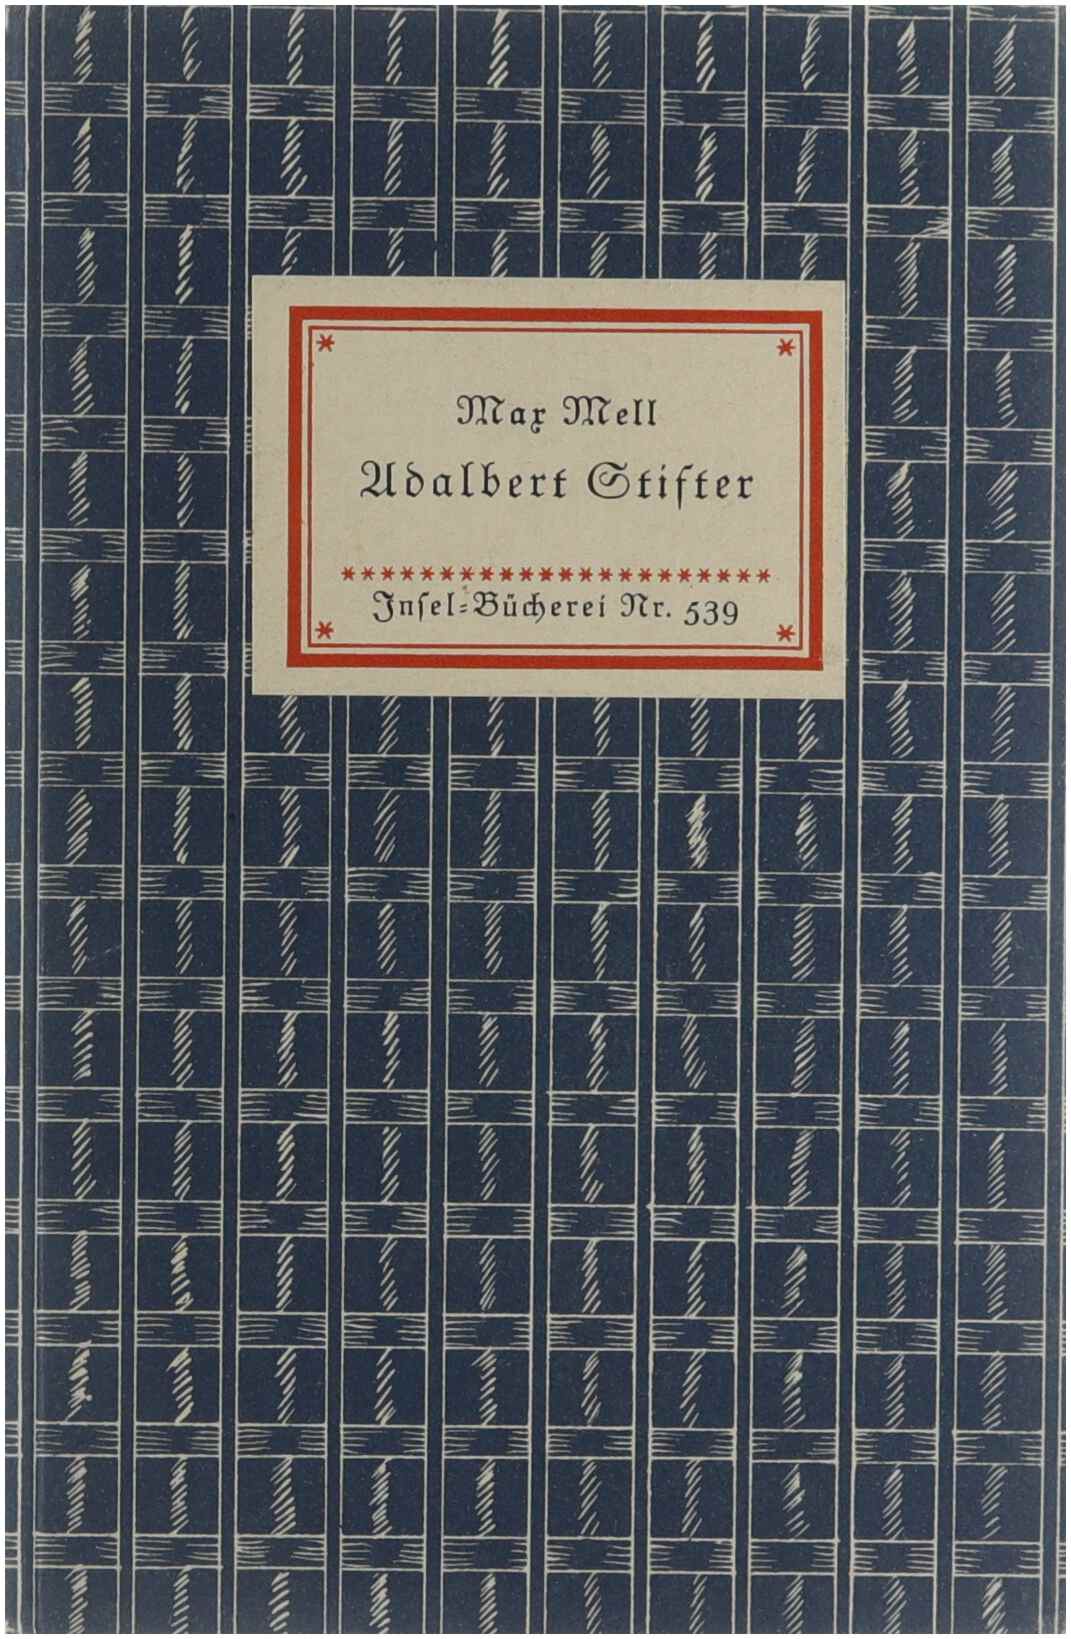 Max Mell
Adalbert Stifter
Insel-Bücherei Nr. 539